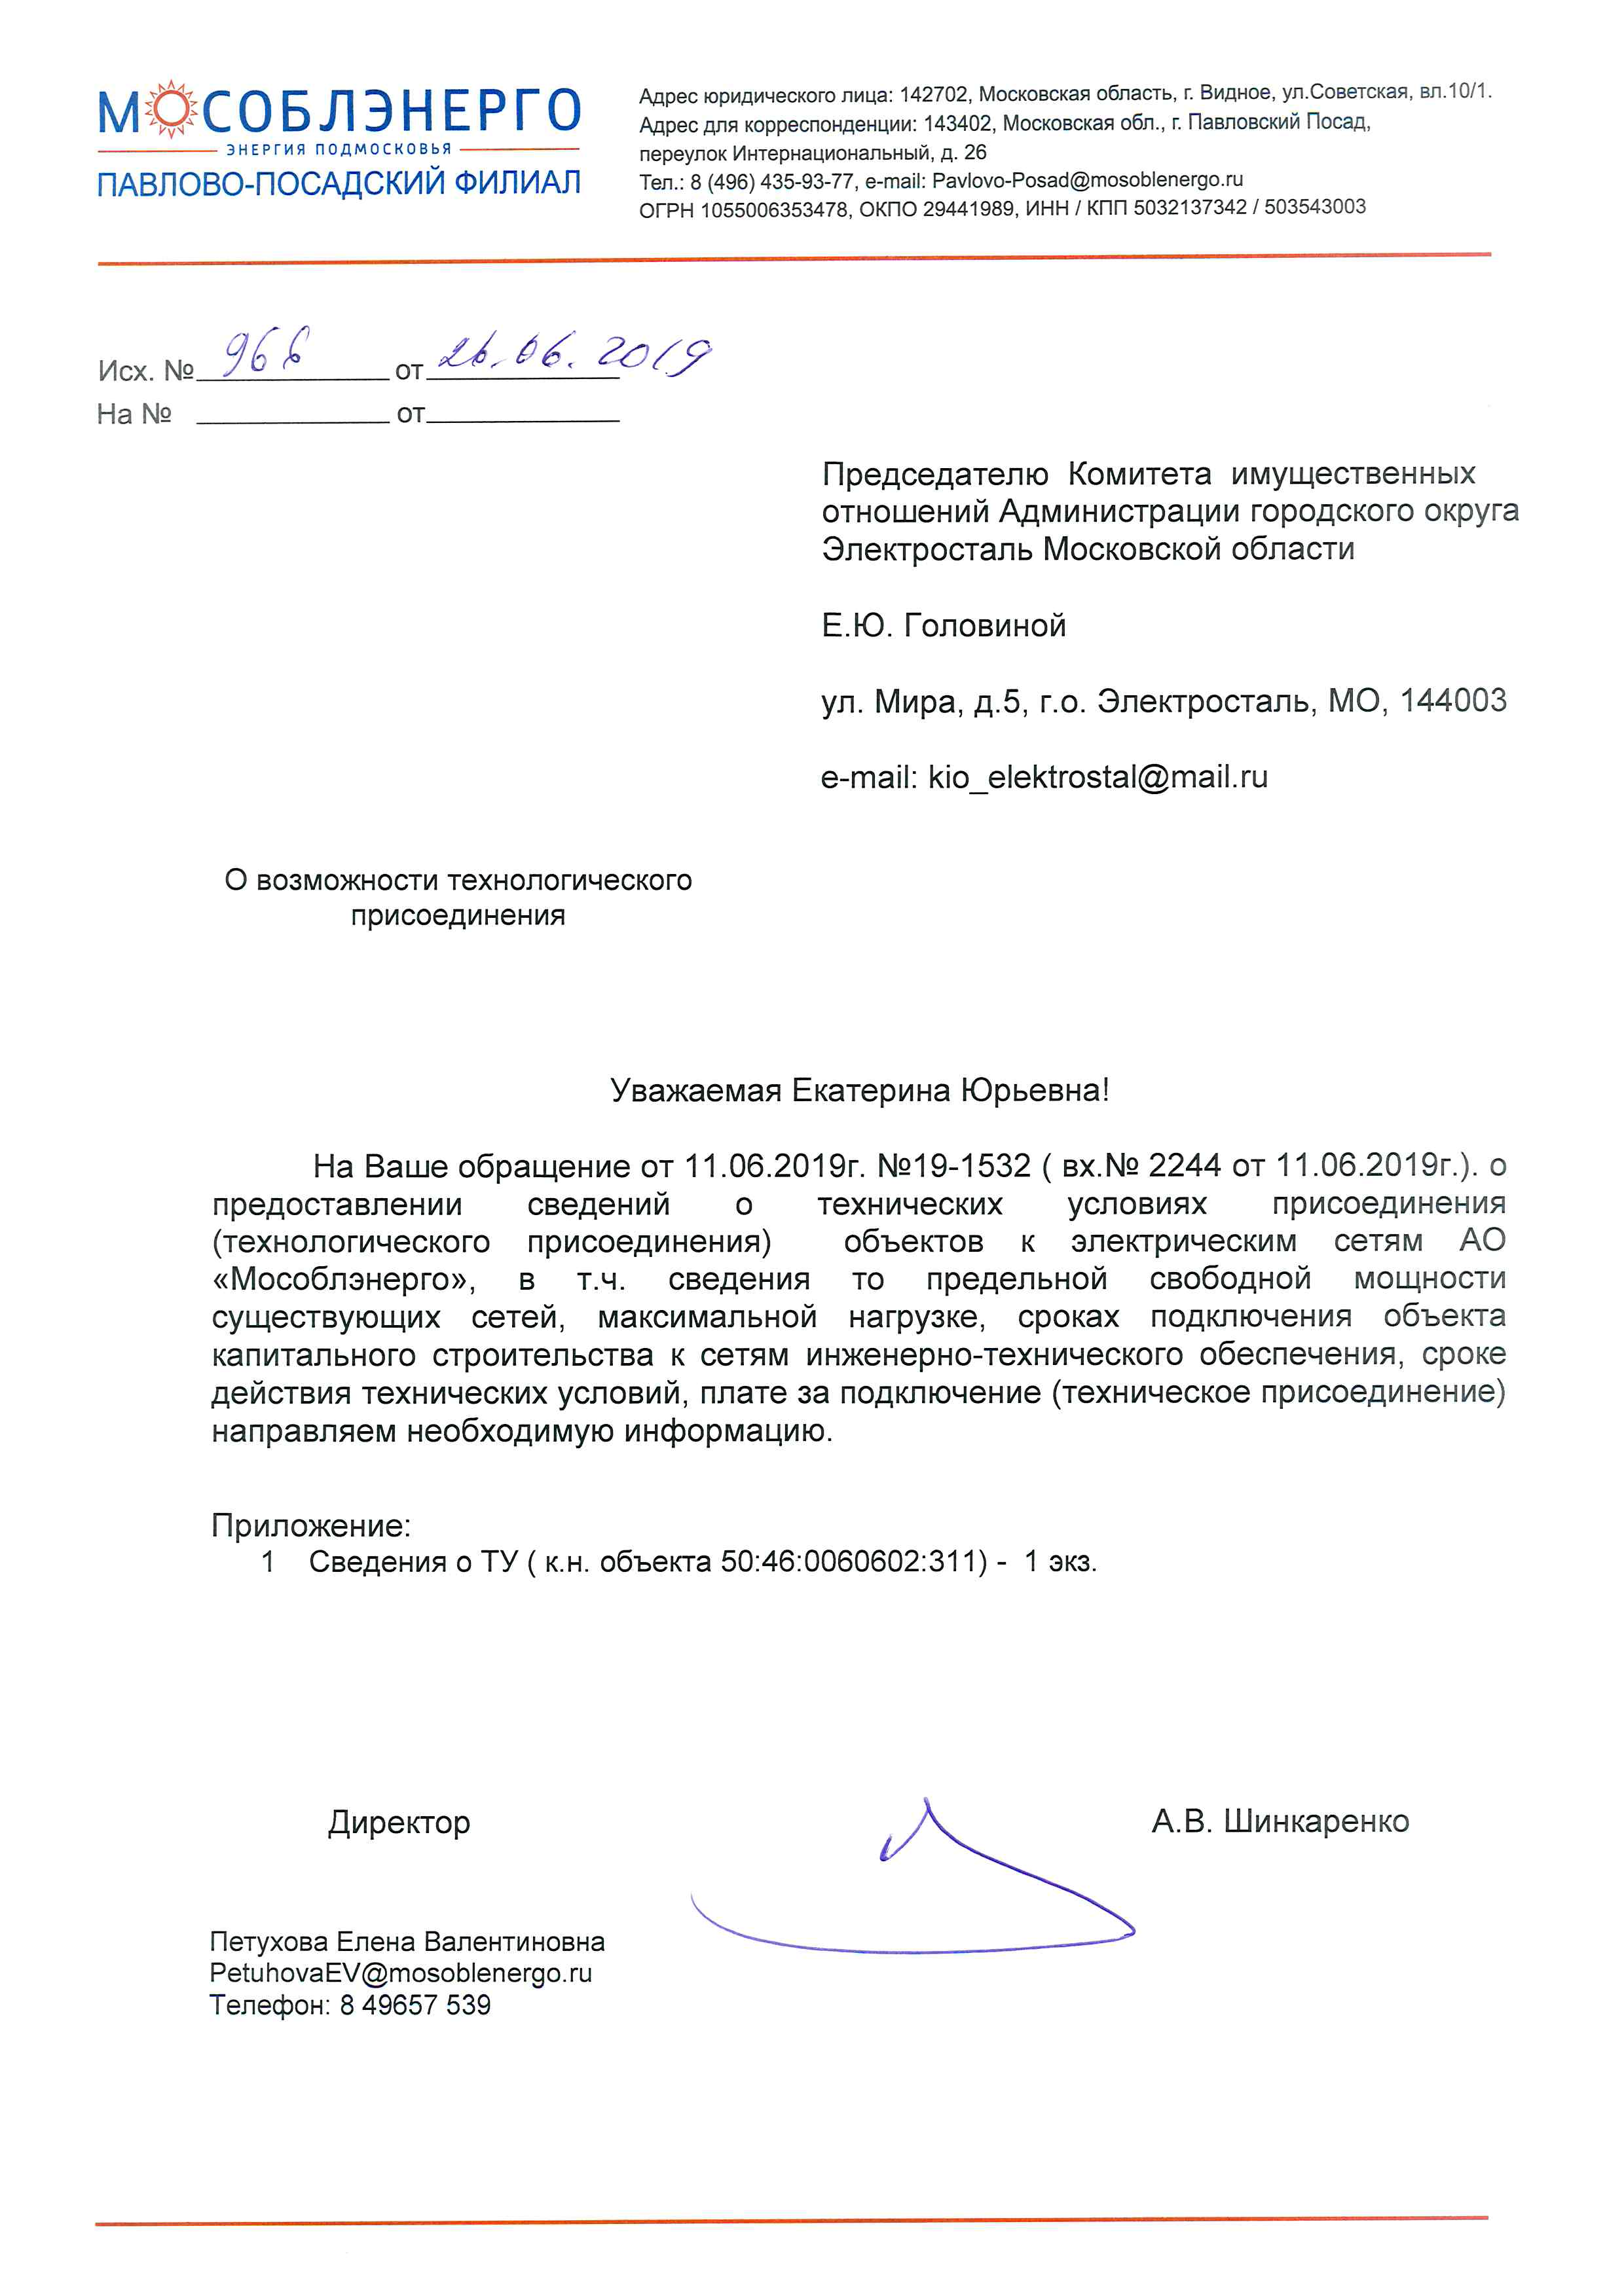 МОСОБЛЭНЕРГО
ЭНЕРГИЯ ПОДМОСКОВЬЯ
ПАВЛОВО-ПОСАДСКИЙ ФИЛИАЛ
Адрес юридического лица: 142702, Московская область, г. Видное, ул.Советская, вл.10/1.
Адрес для корреспонденции: 143402, Московская обл., г. Павловский Посад,
переулок Интернациональный, д. 26
Тел.: 8 (496) 435-93-77, e-mail: Pavlovo-Posad@mosoblenergo.ru
ОГРН 1055006353478, ОКПО 29441989, ИНН / КПП 5032137342 / 503543003
Исх. № от 26.06.2019
На № от
Председателю Комитета имущественных
отношений Администрации городского округа
Электросталь Московской области
Е.Ю. Головиной
ул. Мира, д.5, г.о. Электросталь, МО, 144003
e-mail: kio_elektrostal@mail.ru
О возможности технологического
присоединения
Уважаемая Екатерина Юрьевна!
На Ваше обращение от 11.06.2019г. №19-1532 ( вх.№ 2244 от 11.06.2019г.). о
предоставлении сведений о технических условиях присоединения
(технологического присоединения) объектов к электрическим сетям АО
«Мособлэнерго», в т.ч. сведения то предельной свободной мощности
существующих сетей, максимальной нагрузке, сроках подключения объекта
капитального строительства к сетям инженерно-технического обеспечения, сроке
действия технических условий, плате за подключение (техническое присоединение)
направляем необходимую информацию.
Приложение:
1 Сведения о ТУ ( к.н. объекта 50:46:0060602:311) - 1 экз.
Директор
А.В. Шинкаренко
Петухова Елена Валентиновна
PetuhovaEV@mosoblenergo.ru
Телефон: 8 49657 539